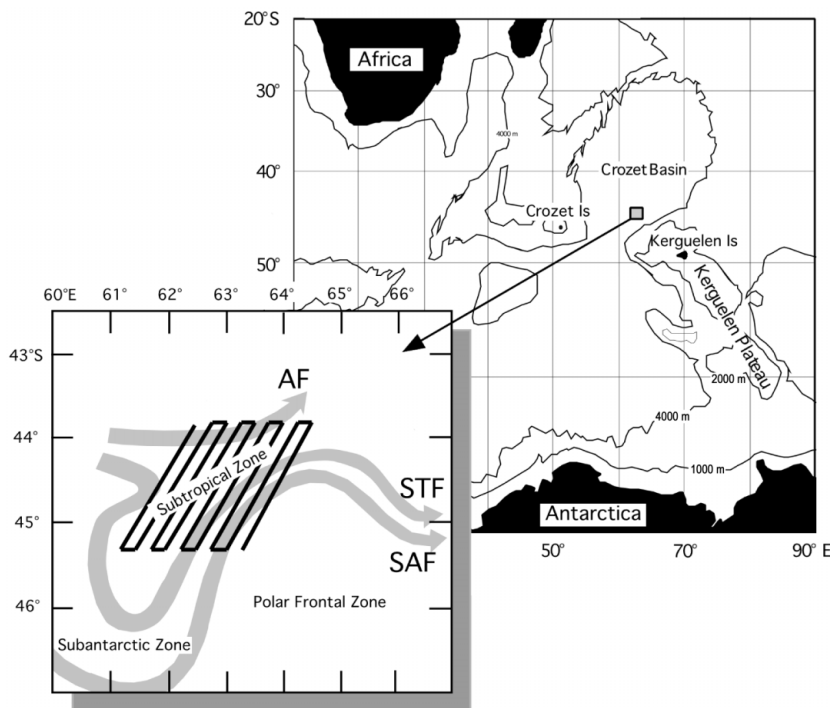 20°S
Africa
30°
4000 m
40°
Crozet Basin
Crozet Is
Kerguelen Is
50°
Kerguelen Plateau
60°E 61° 62° 63° 64° 65° 66°
43°S
2000 m
AF
4000 m
44°
Subtropical Zone
1000 m
STF
45°
Antarctica
SAF
50° 70° 90° E
Polar Frontal Zone
46°
Subantarctic Zone